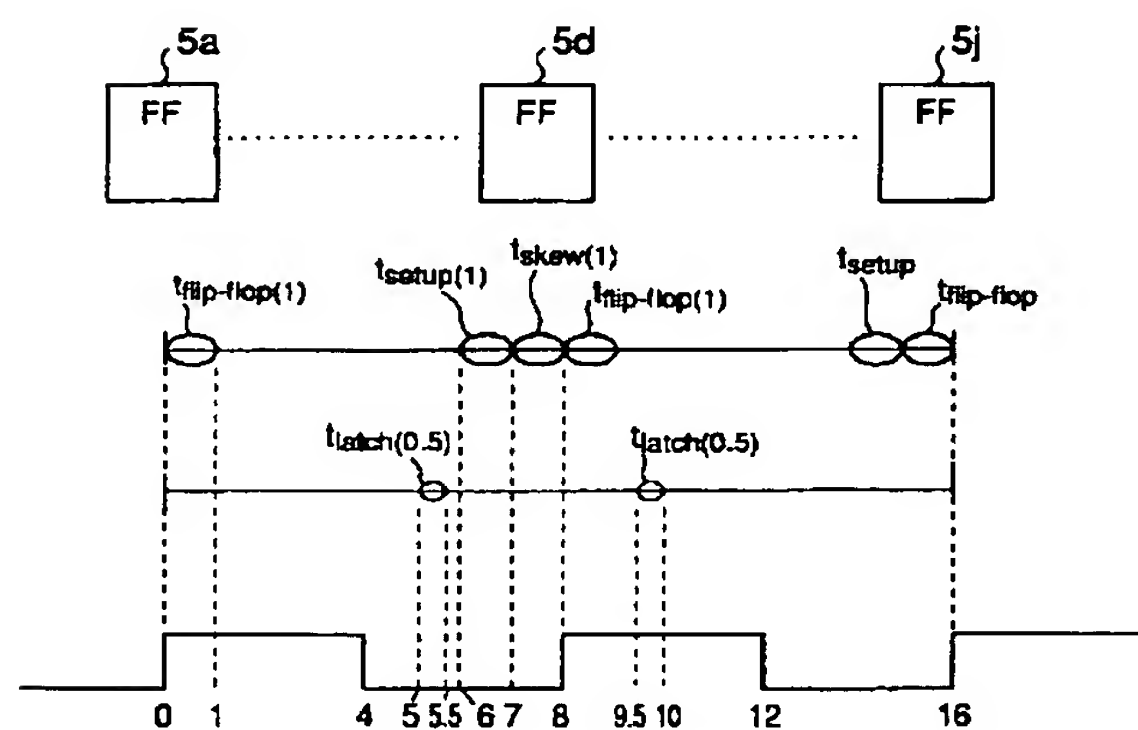 5a 5d 5j
FF FF FF
tskew(1)
tsetup(1) tsetup
tflip-flop(1) tflip-flop(1) tflip-flop
tlatch(0.5) tlatch(0.5)
0 1 4 5 5.5 6 7 8 9.5 10 12 16